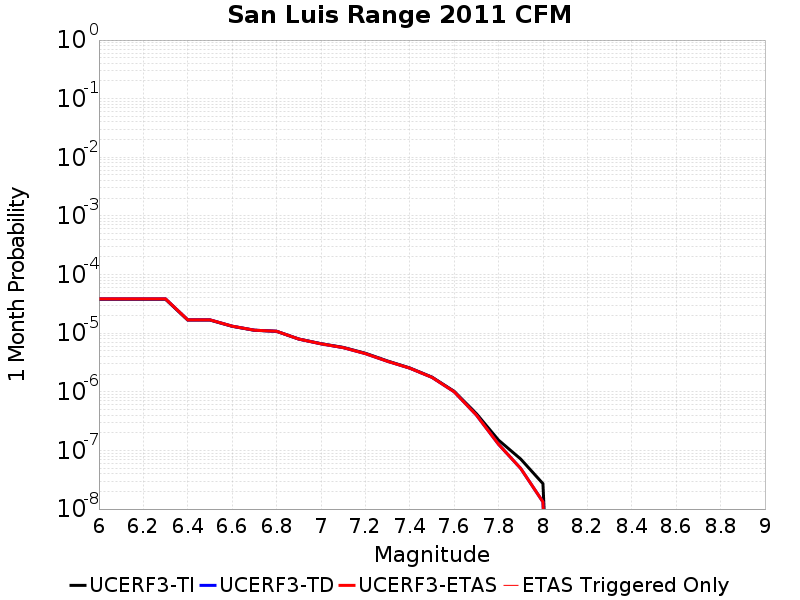 San Luis Range 2011 CFM
1 Month Probability
10^0
10^-1
10^-2
10^-3
10^-4
10^-5
10^-6
10^-7
10^-8
6 6.2 6.4 6.6 6.8 7 7.2 7.4 7.6 7.8 8 8.2 8.4 8.6 8.8 9
Magnitude
UCERF3-TI UCERF3-TD UCERF3-ETAS ETAS Triggered Only